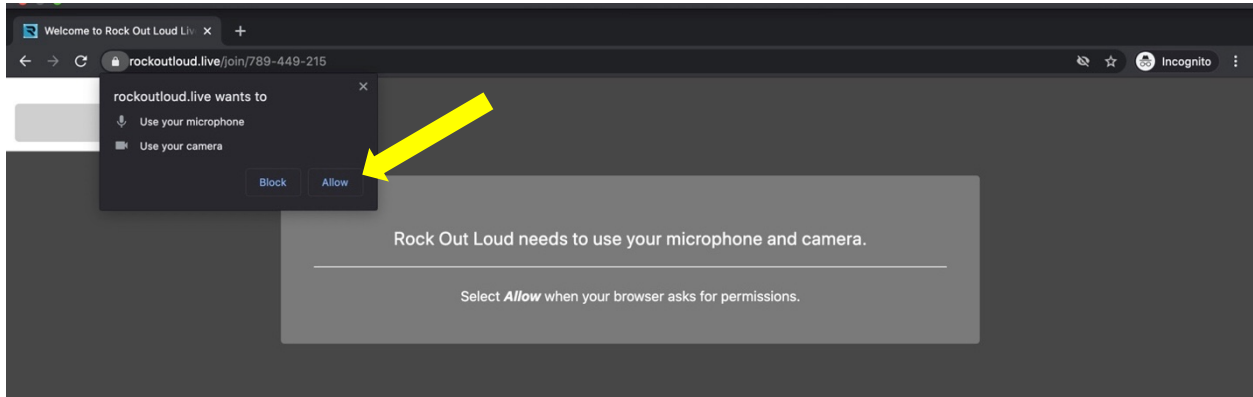 Welcome to Rock Out Loud Liv
rockoutloud.live/join/789-449-215
Incognito
rockoutloud.live wants to
Use your microphone
Use your camera
Block Allow
Rock Out Loud needs to use your microphone and camera.
Select Allow when your browser asks for permissions.